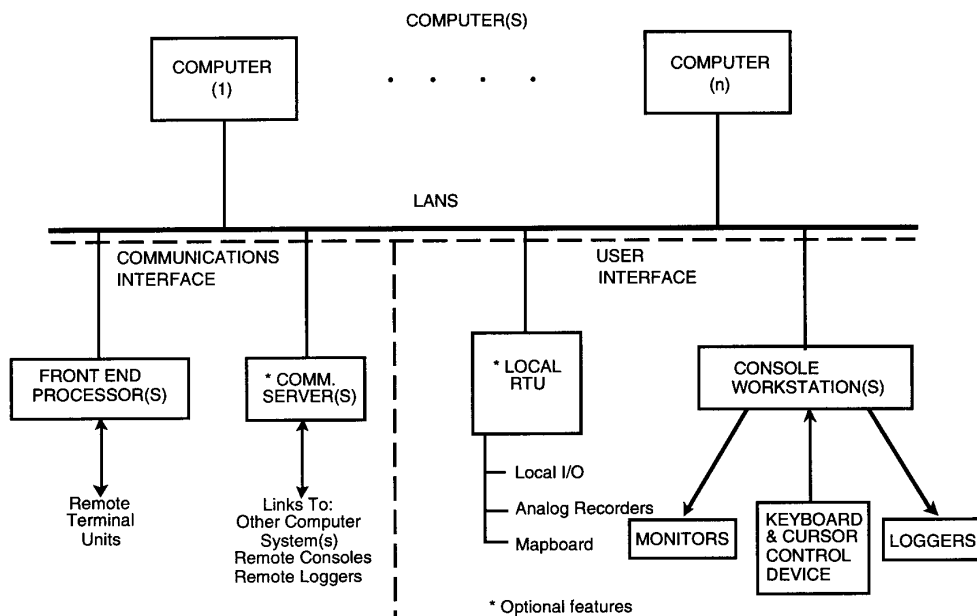 COMPUTER(S)
COMPUTER
(1)
. . . .
COMPUTER
(n)
LANS
COMMUNICATIONS
INTERFACE
USER
INTERFACE
FRONT END
PROCESSOR(S)
* COMM.
SERVER(S)
* LOCAL
RTU
CONSOLE
WORKSTATION(S)
Remote
Terminal
Units
Links To:
Other Computer
System(s)
Remote Consoles
Remote Loggers
Local I/O
Analog Recorders
Mapboard
MONITORS
KEYBOARD
& CURSOR
CONTROL
DEVICE
LOGGERS
* Optional features